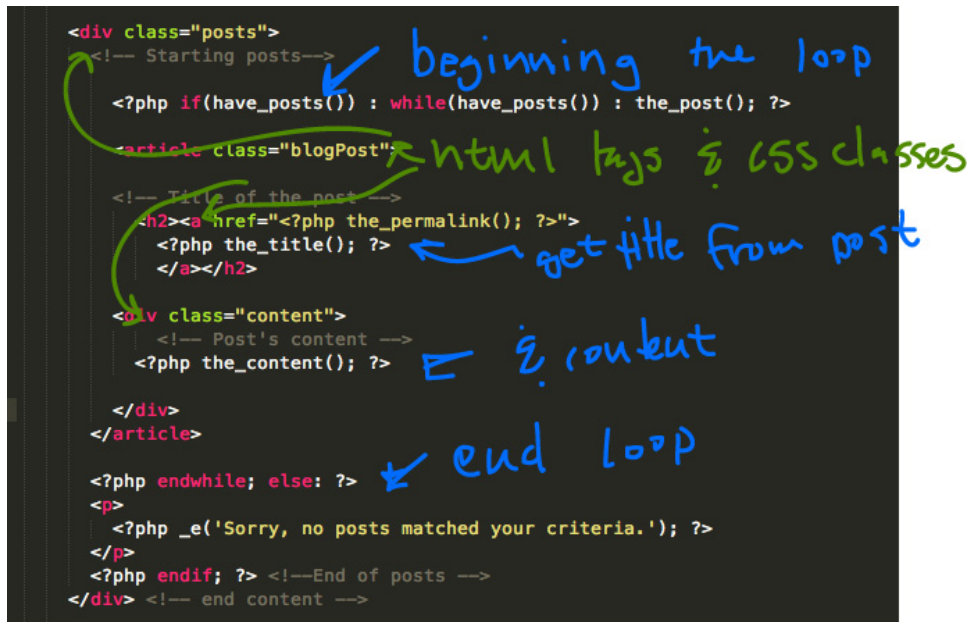 <div class="posts">
<!-- Starting posts-->
beginning the loop
<?php if(have_posts()) : while(have_posts()) : the_post(); ?>
<article class="blogPost">
html tags & css classes
<!-- Title of the post -->
<h2><a href="<?php the_permalink(); ?>">
<?php the_title(); ?>
get title from post
</a></h2>
<div class="content">
<!-- Post's content -->
& content
<?php the_content(); ?>
</div>
</article>
end loop
<?php endwhile; else: ?>
<p>
<?php _e('Sorry, no posts matched your criteria.'); ?>
</p>
<?php endif; ?> <!--End of posts -->
</div> <!-- end content -->